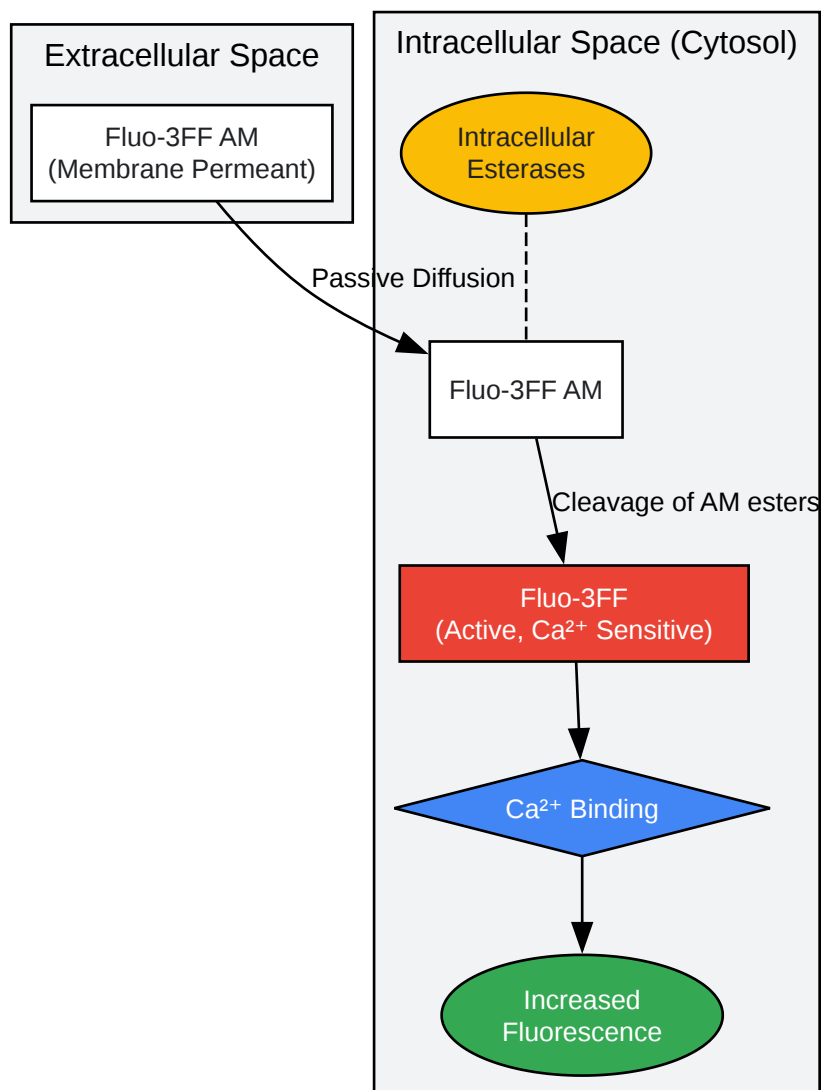 Extracellular Space
Fluo-3FF AM
(Membrane Permeant)
Intracellular Space (Cytosol)
Intracellular
Esterases
Passive Diffusion
Fluo-3FF AM
Cleavage of AM esters
Fluo-3FF
(Active, Ca²⁺ Sensitive)
Ca²⁺ Binding
Increased
Fluorescence